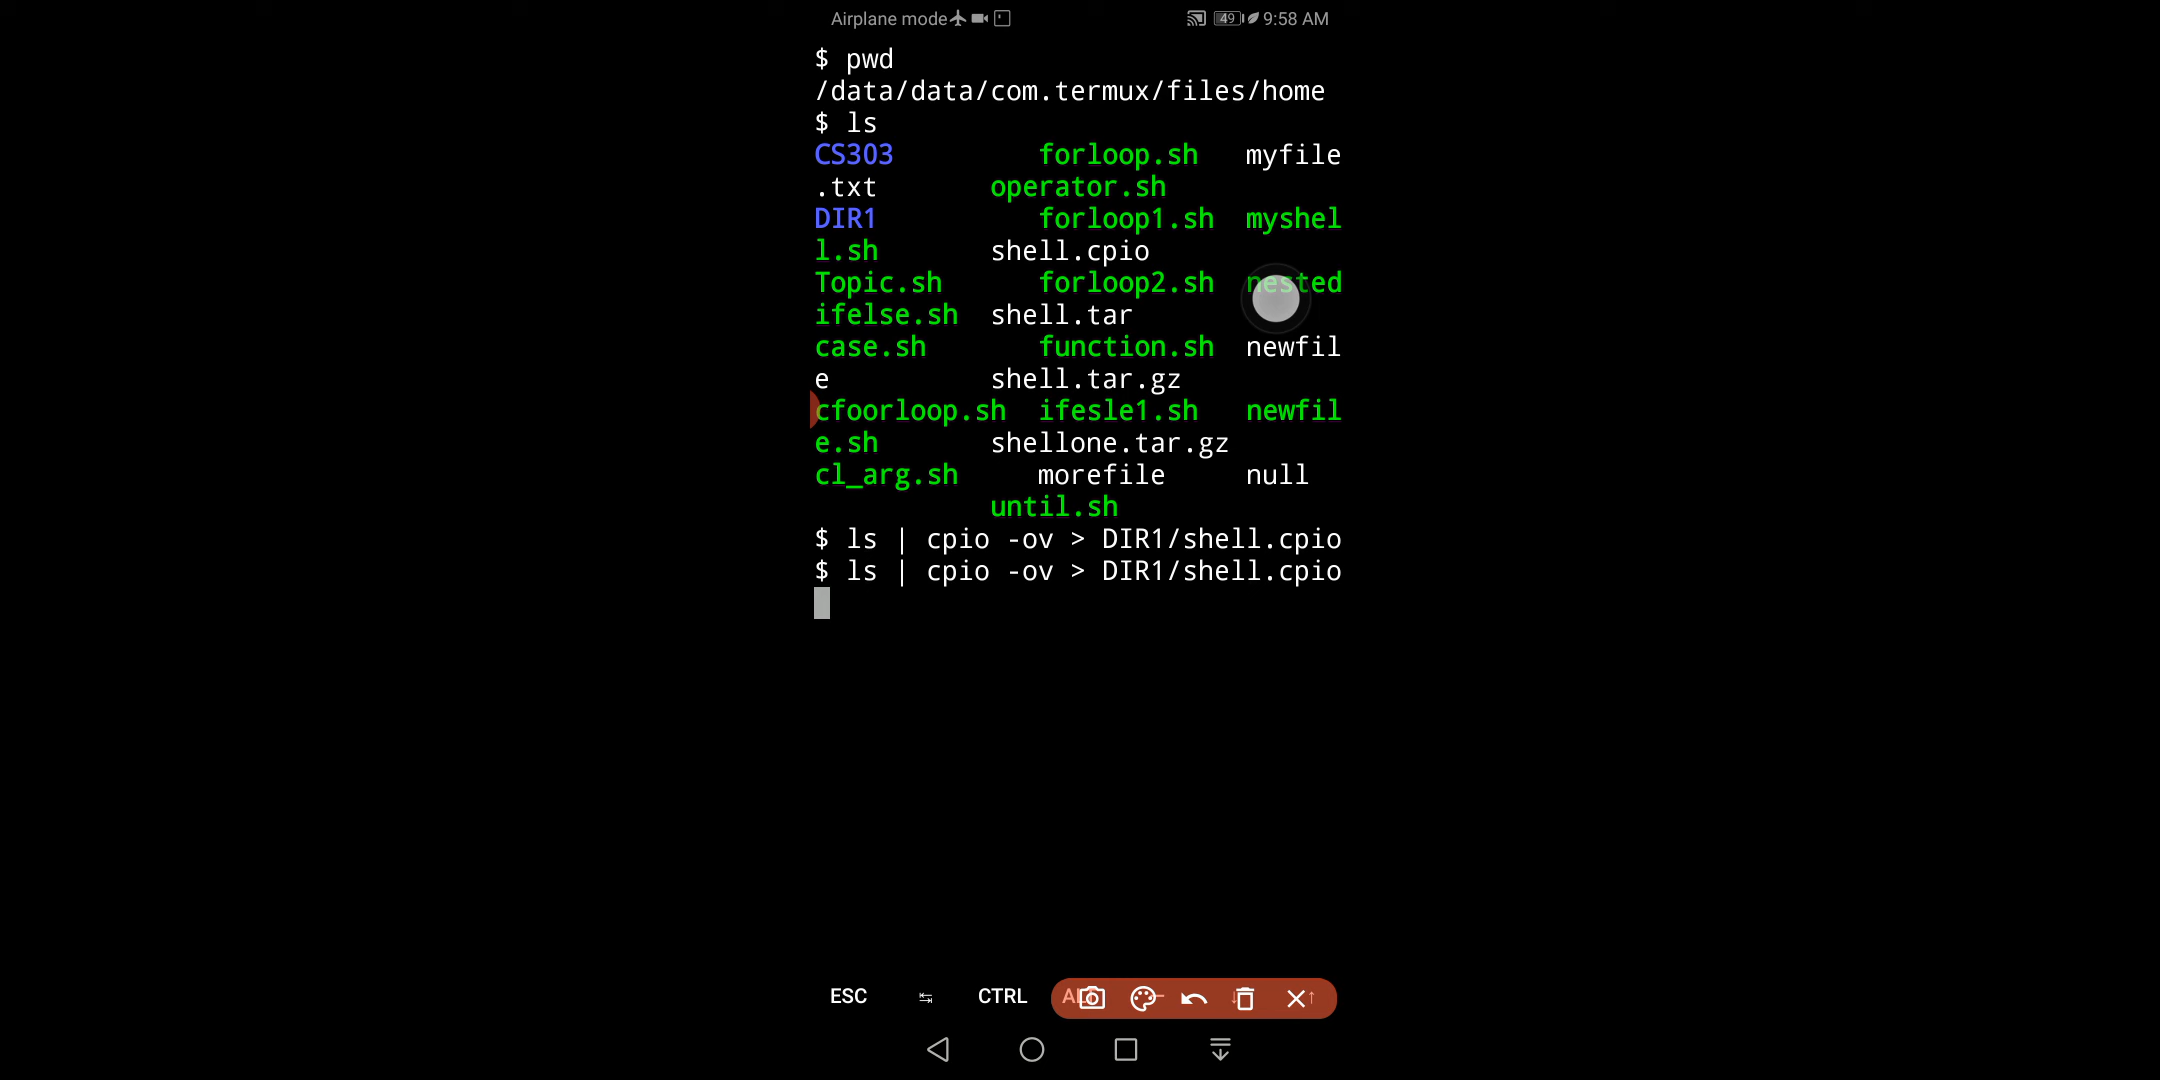 Airplane mode 49 9:58 AM
$ pwd
/data/data/com.termux/files/home
$ ls
CS303 forloop.sh myfile
.txt operator.sh
DIR1 forloop1.sh myshel
l.sh shell.cpio
Topic.sh forloop2.sh nested
ifelse.sh shell.tar
case.sh function.sh newfil
e shell.tar.gz
cfoorloop.sh ifesle1.sh newfil
e.sh shellone.tar.gz
cl_arg.sh morefile null
until.sh
$ ls | cpio -ov > DIR1/shell.cpio
$ ls | cpio -ov > DIR1/shell.cpio
ESC CTRL